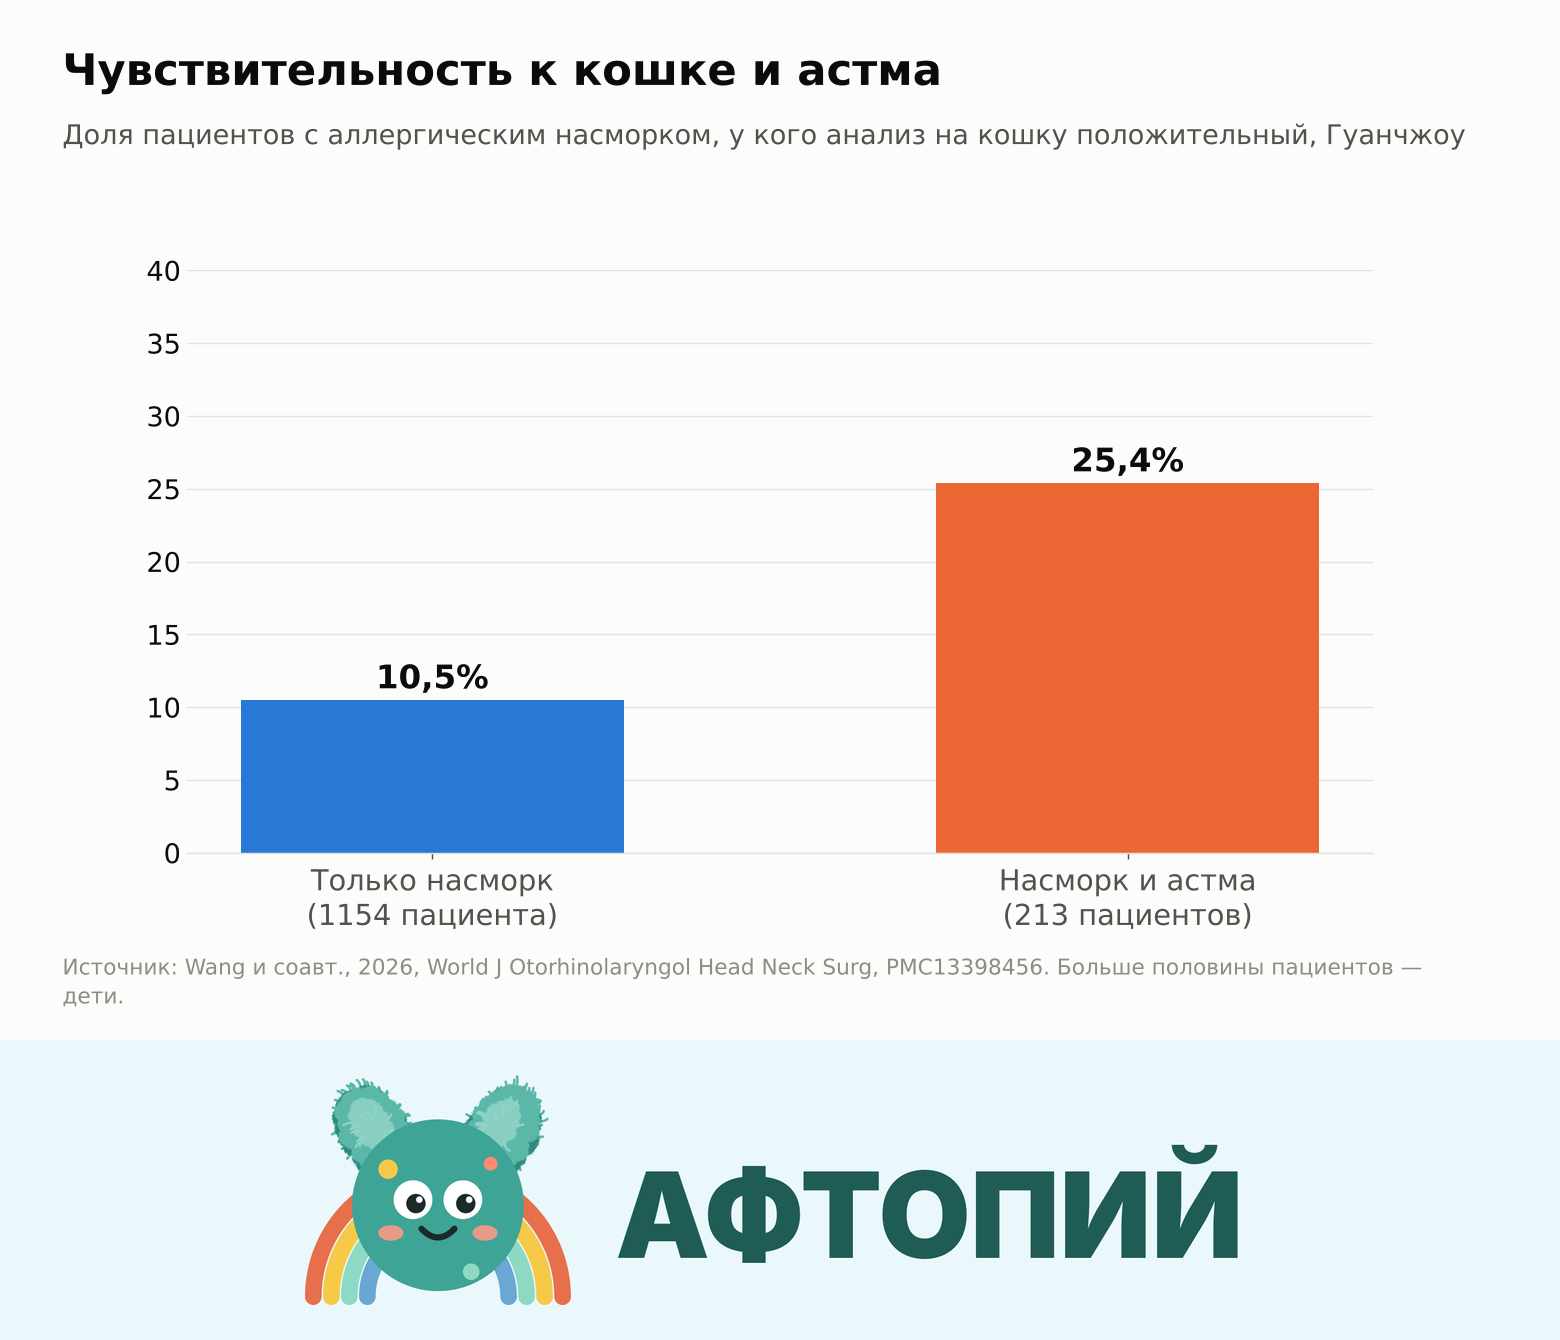 Чувствительность к кошке и астма
Доля пациентов с аллергическим насморком, у кого анализ на кошку положительный, Гуанчжоу
40
35
30
25
20
15
10
5
0
10,5%
25,4%
Только насморк
(1154 пациента)
Насморк и астма
(213 пациентов)
Источник: Wang и соавт., 2026, World J Otorhinolaryngol Head Neck Surg, PMC13398456. Больше половины пациентов —
дети.
АФТОПИЙ